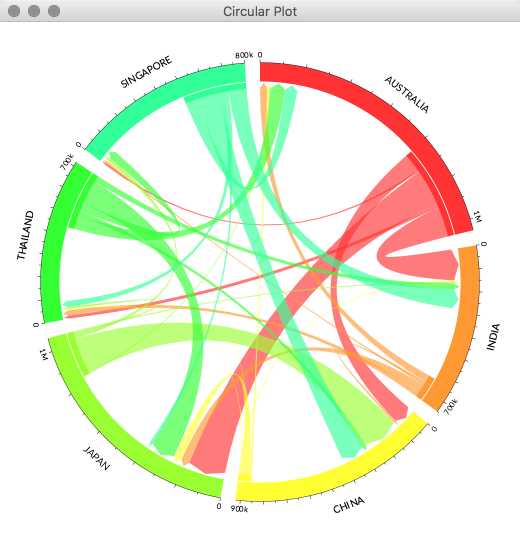 Circular Plot
800k
0
SINGAPORE
AUSTRALIA
0
700k
THAILAND
1M
0
0
INDIA
1M
700k
JAPAN
0
CHINA
0
900k